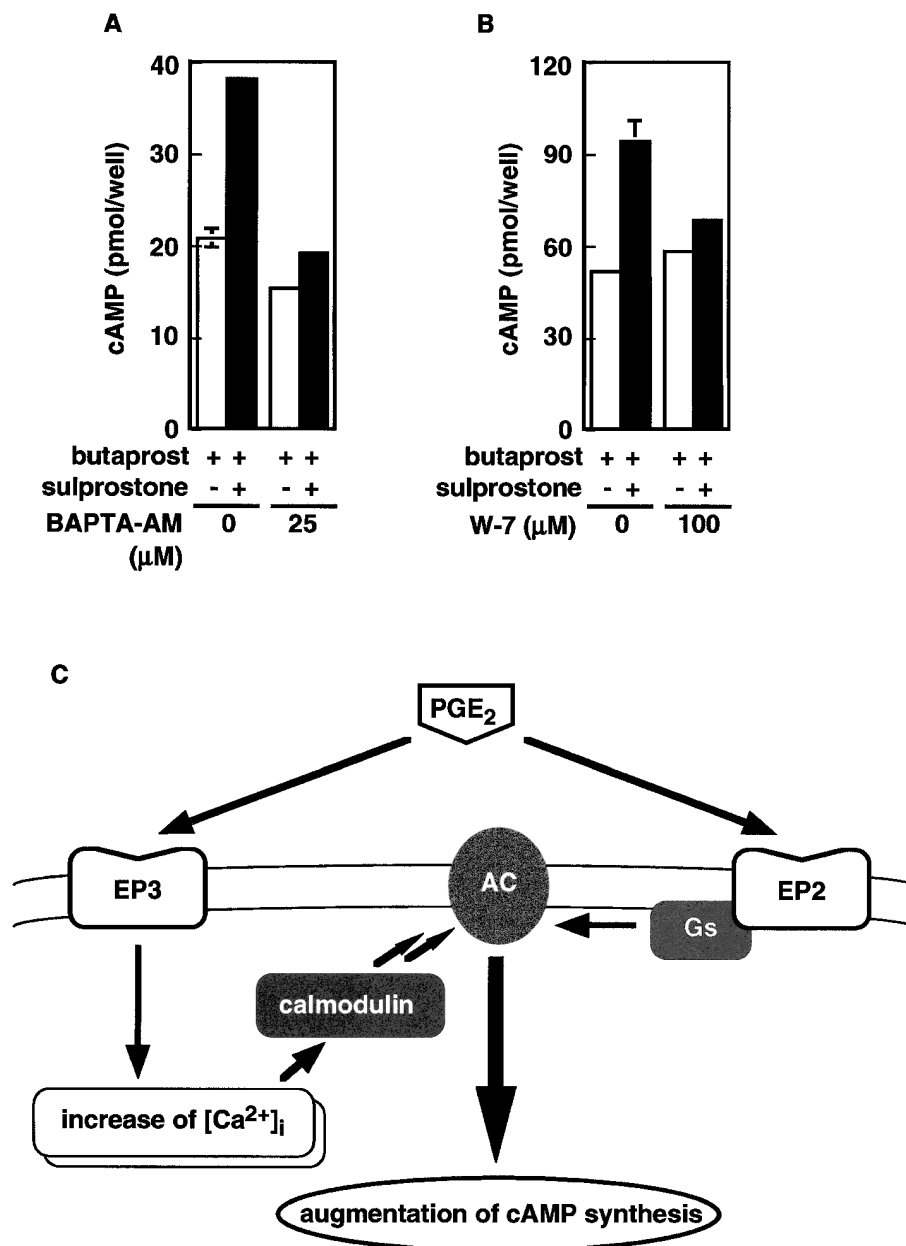 A
cAMP (pmol/well)
40
30
20
10
0
butaprost + + + +
sulprostone - + - +
BAPTA-AM 0 25
(μM)
B
cAMP (pmol/well)
120
90
60
30
0
butaprost + + + +
sulprostone - + - +
W-7 (μM) 0 100
C
PGE2
EP3
AC
EP2
Gs
calmodulin
increase of [Ca2+]i
augmentation of cAMP synthesis